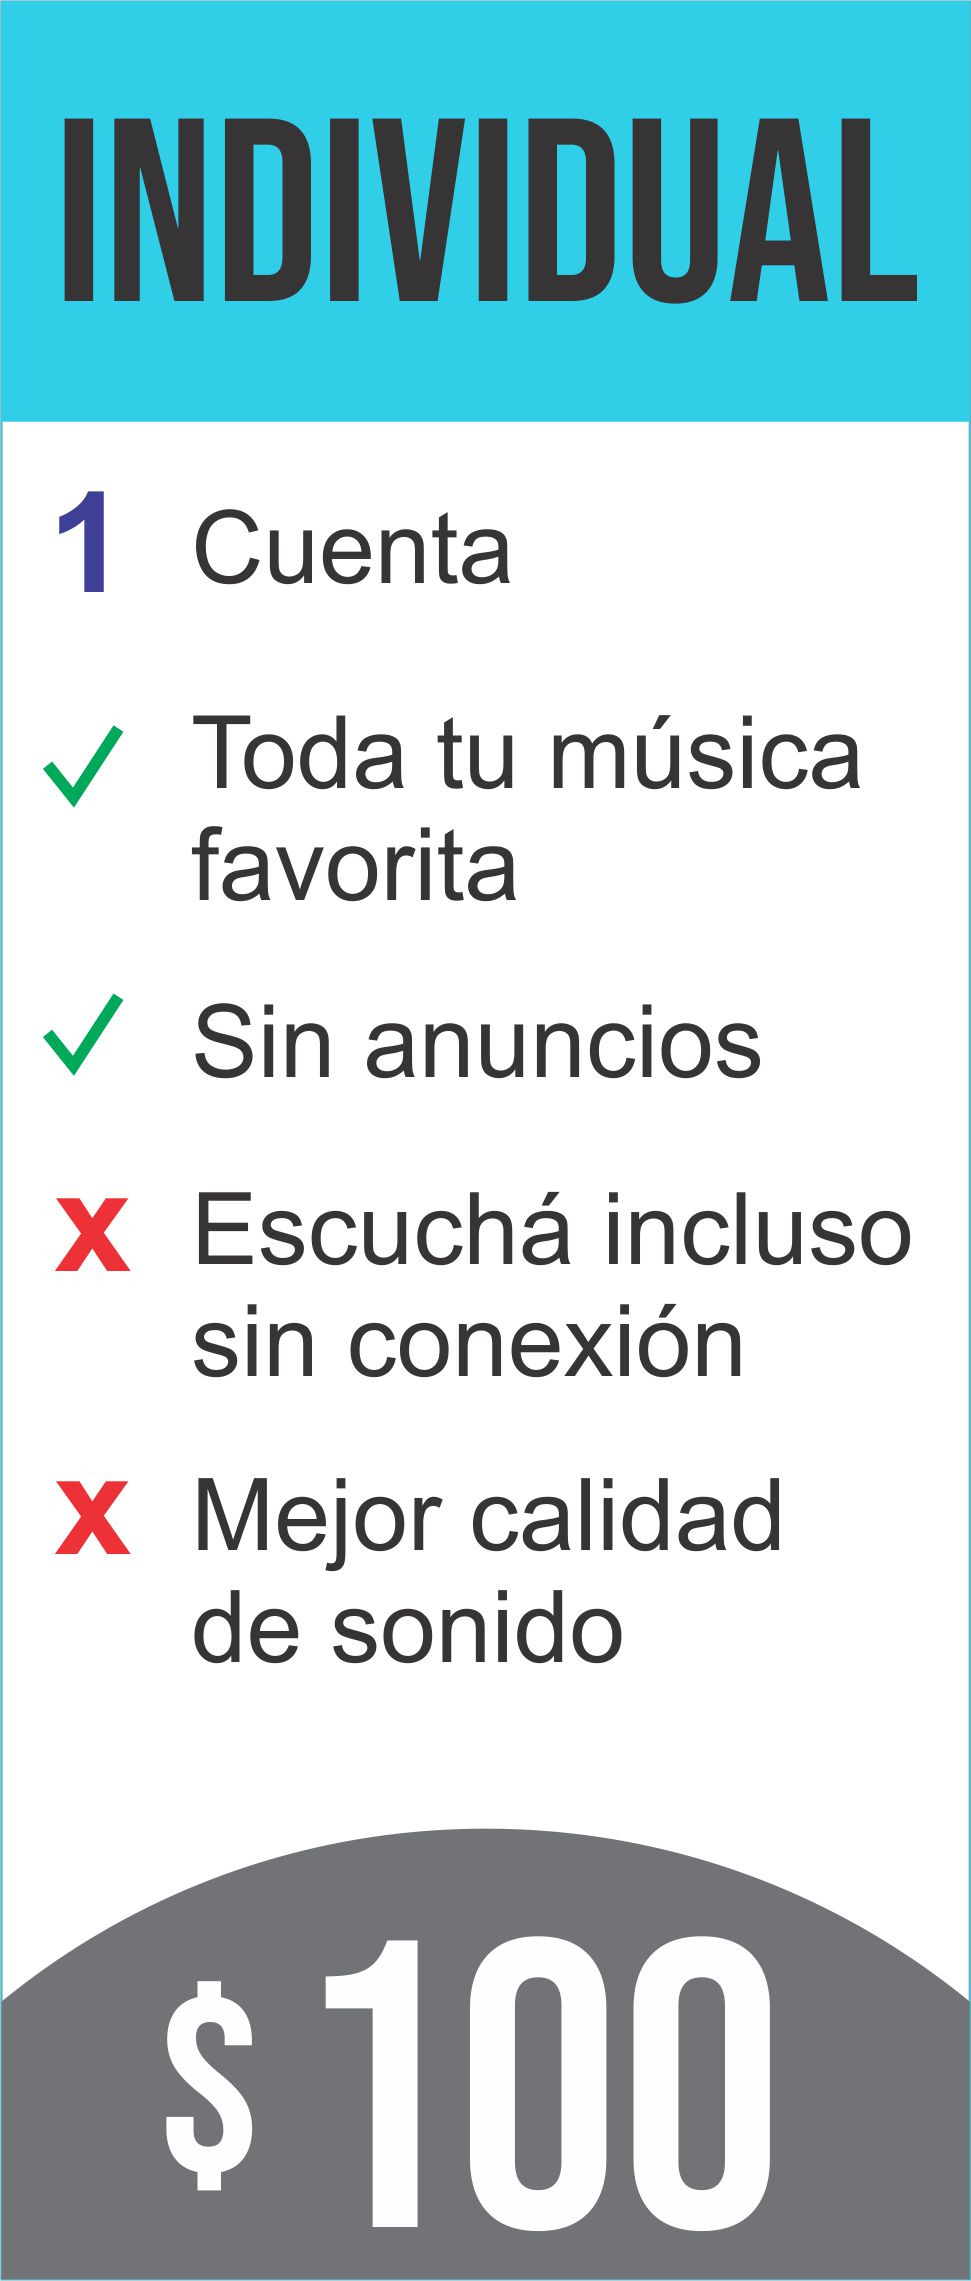 INDIVIDUAL
1 Cuenta
Toda tu música
favorita
Sin anuncios
X Escuchá incluso
sin conexión
X Mejor calidad
de sonido
$ 100